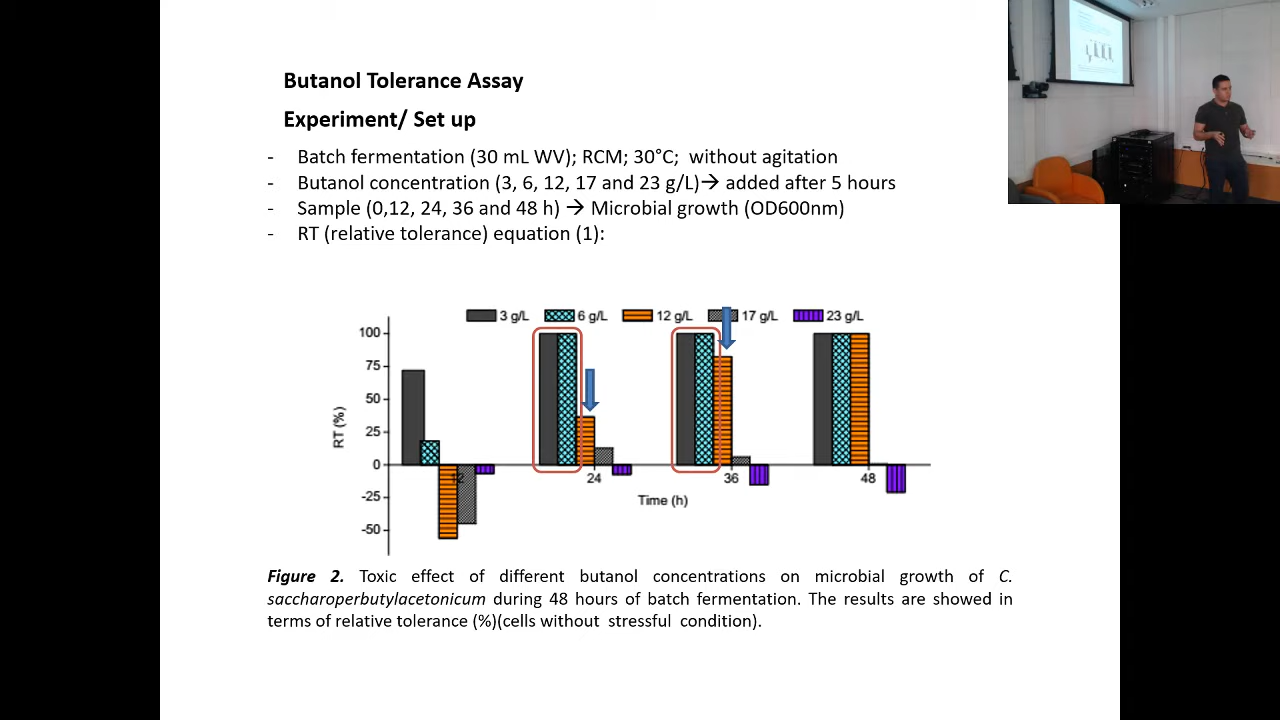 Butanol Tolerance Assay
Experiment/ Set up
- Batch fermentation (30 mL WV); RCM; 30°C; without agitation
- Butanol concentration (3, 6, 12, 17 and 23 g/L)→ added after 5 hours
- Sample (0,12, 24, 36 and 48 h) → Microbial growth (OD600nm)
- RT (relative tolerance) equation (1):
3 g/L 6 g/L 12 g/L 17 g/L 23 g/L
100
75
50
25
0
-25
-50
RT (%)
12 24 36 48
Time (h)
Figure 2. Toxic effect of different butanol concentrations on microbial growth of C.
saccharoperbutylacetonicum during 48 hours of batch fermentation. The results are showed in
terms of relative tolerance (%)(cells without stressful condition).